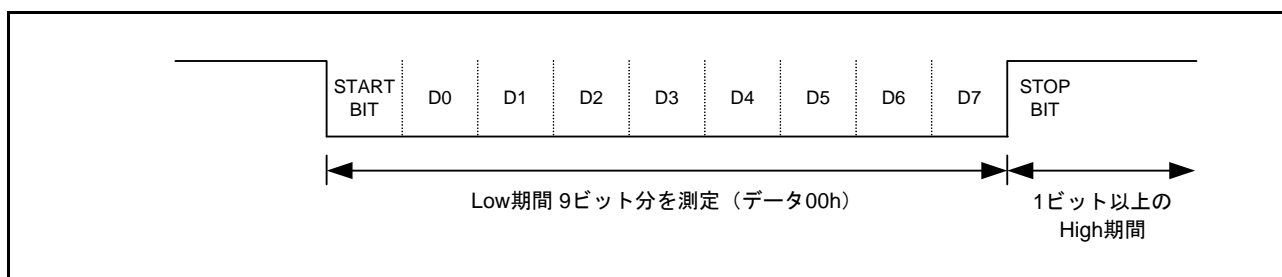 START
BIT
D0
D1
D2
D3
D4
D5
D6
D7
STOP
BIT
Low期間 9ビット分を測定（データ00h）
1ビット以上の
High期間